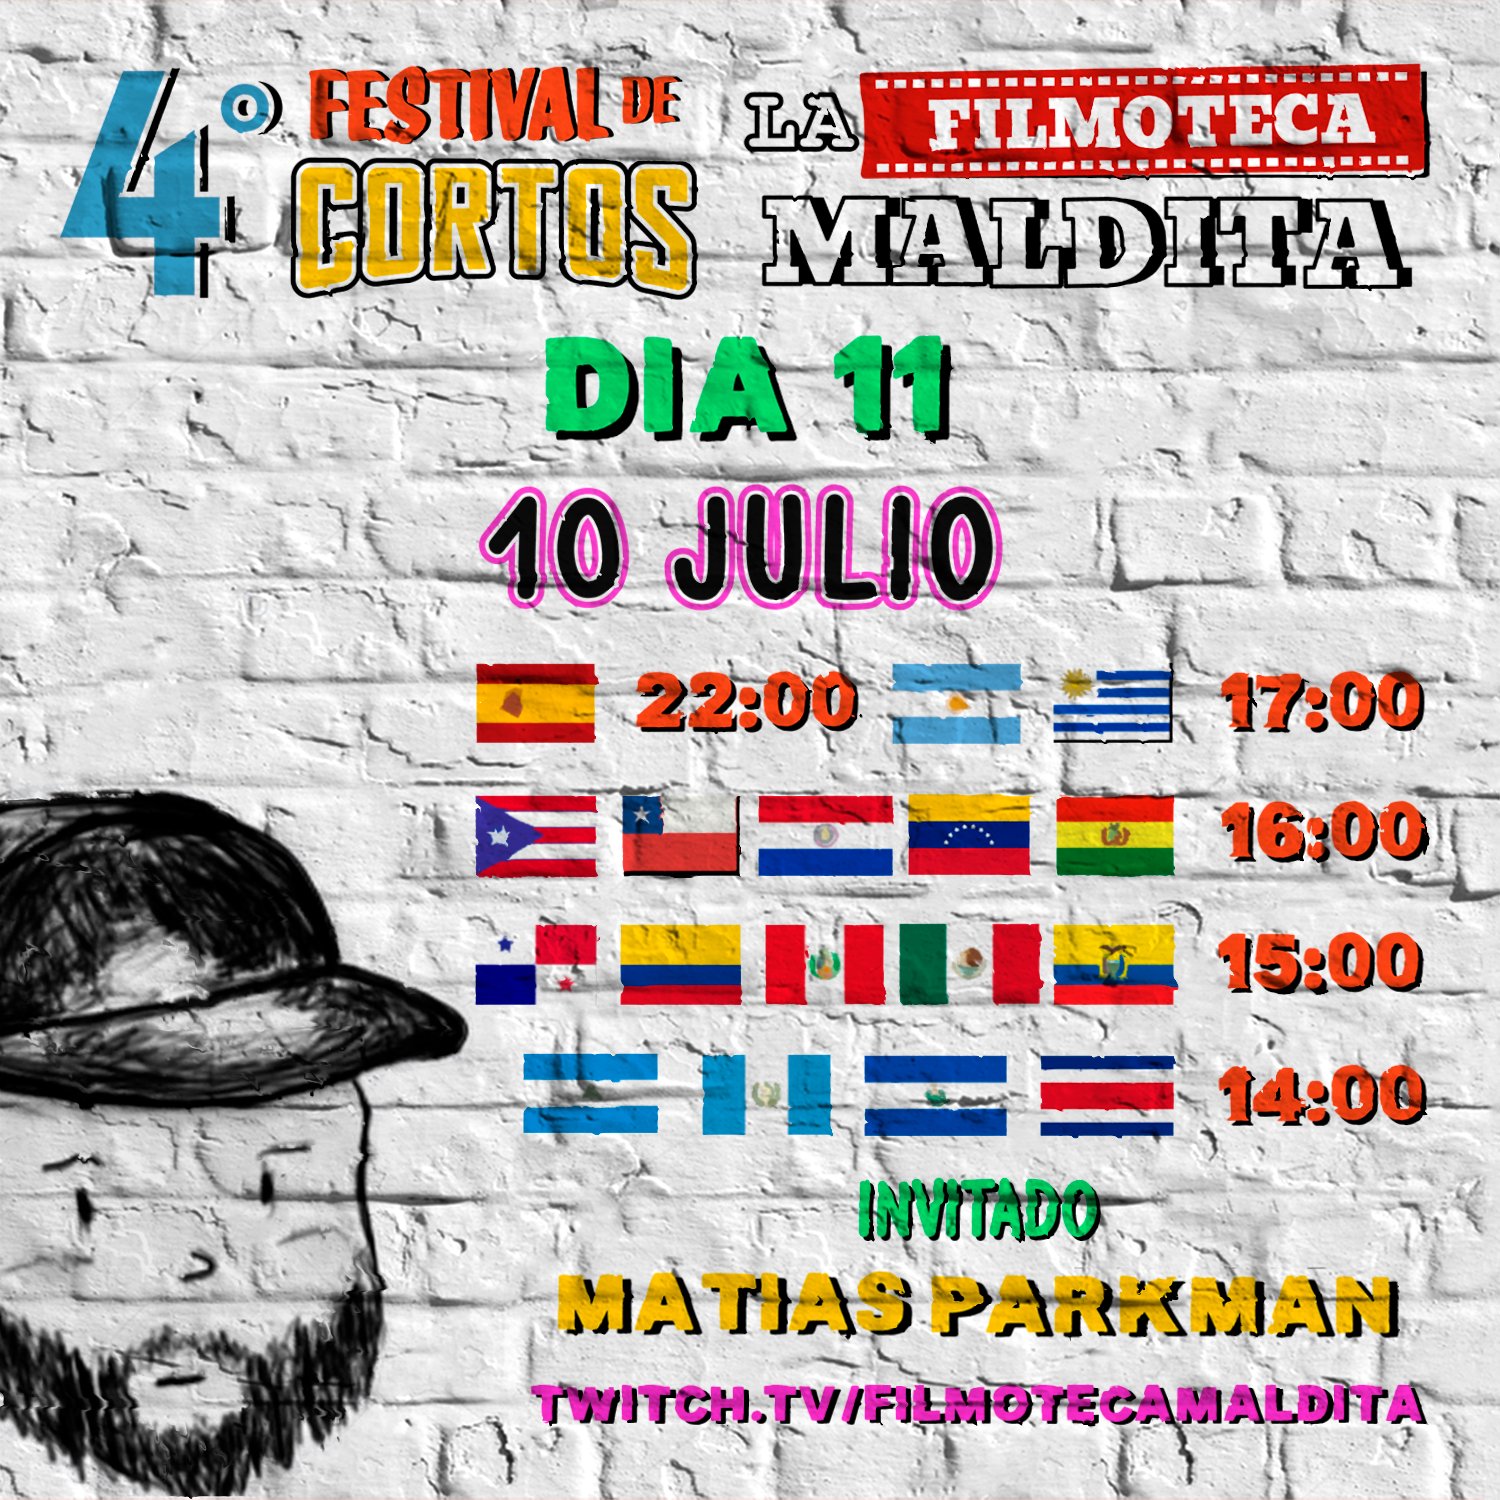 4º FESTIVAL DE
CORTOS
LA FILMOTECA
MALDITA
DIA 11
10 JULIO
22:00 17:00
16:00
15:00
14:00
INVITADO
MATIAS PARKMAN
TWITCH.TV/FILMOTECAMALDITA